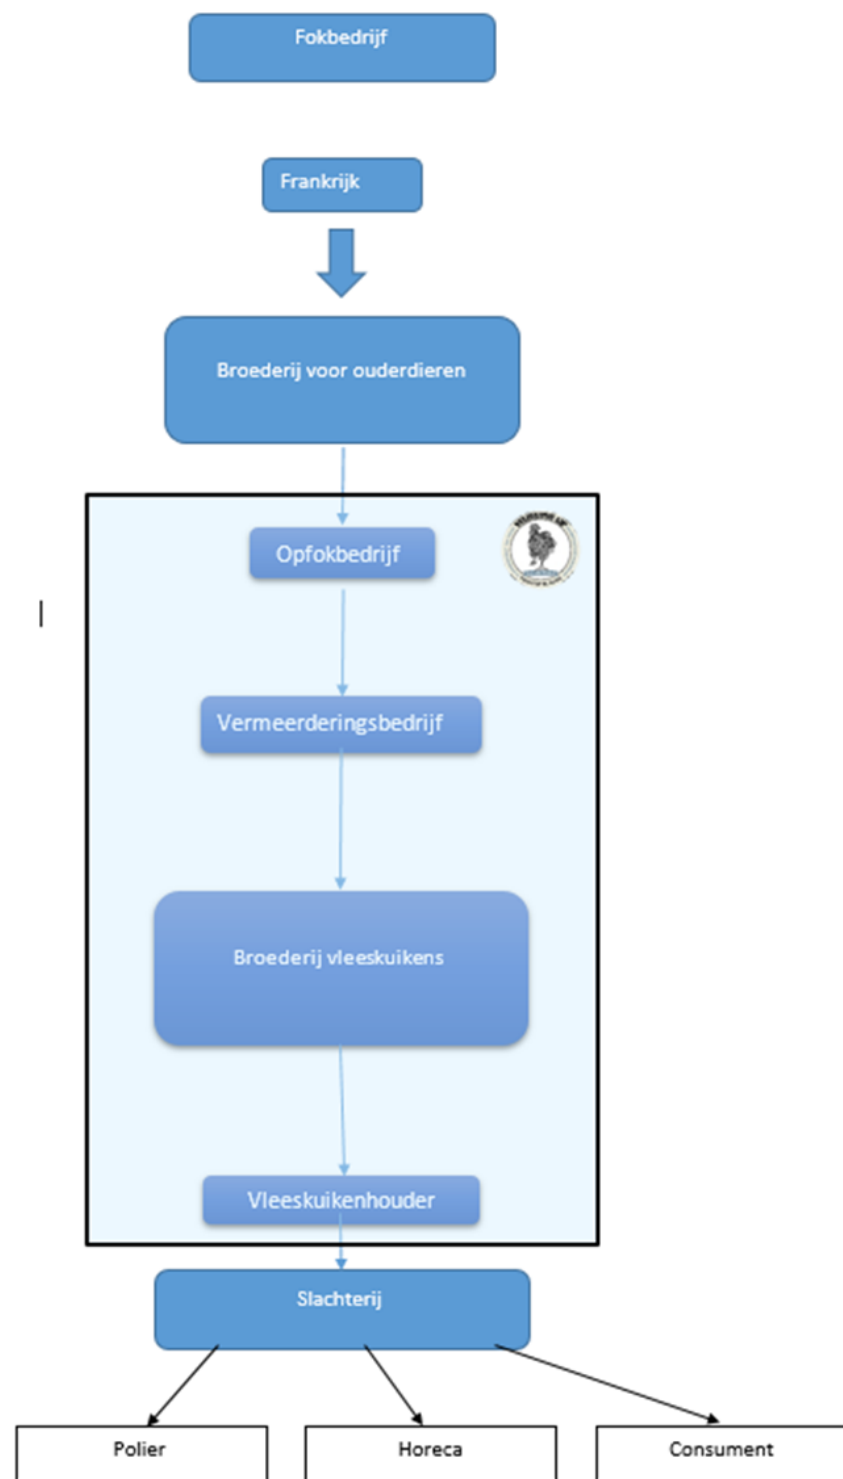 Fokbedrijf
Frankrijk
Broederij voor ouderdieren
Opfokbedrijf
Vermeerderingsbedrijf
Broederij vleeskuikens
Vleeskuikenhouder
Slachterij
Polier
Horeca
Consument